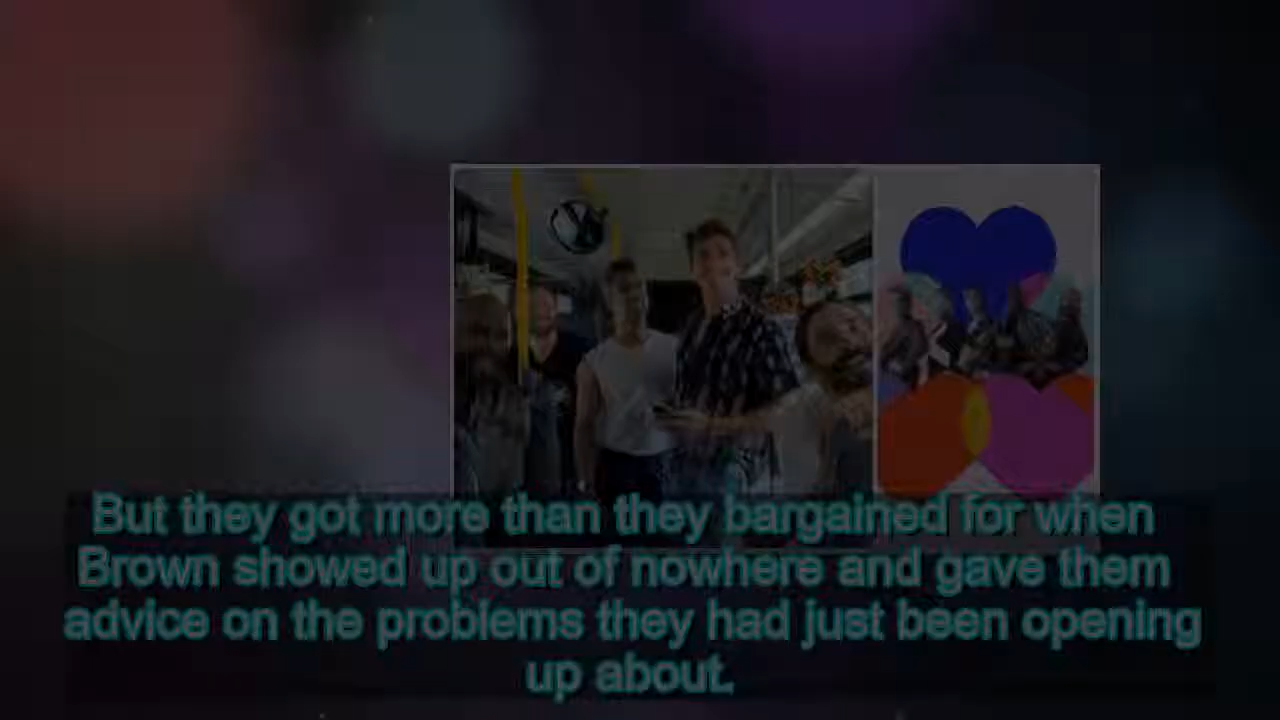 But they got more than they bargained for when
Brown showed up out of nowhere and gave them
advice on the problems they had just been opening
up about.